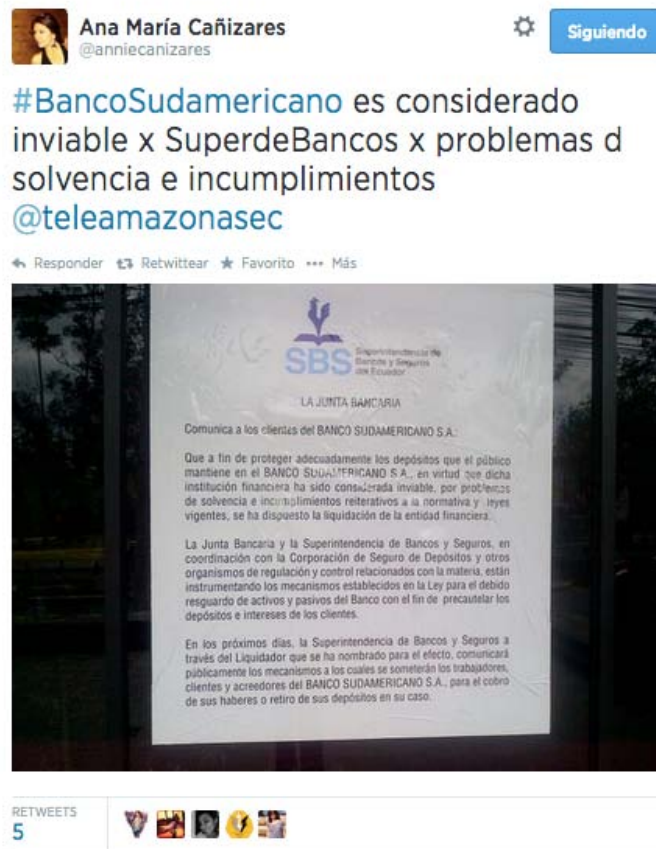 Ana María Cañizares
@anniecanizares
Siguiendo
#BancoSudamericano es considerado
inviable x SuperdeBancos x problemas d
solvencia e incumplimientos
@teleamazonasec
Responder Retwittear Favorito Más
SBS
Superintendencia de
Bancos y Seguros
del Ecuador
LA JUNTA BANCARIA
Comunica a los clientes del BANCO SUDAMERICANO S.A.:
Que a fin de proteger adecuadamente los depósitos que el público
mantiene en el BANCO SUDAMERICANO S.A., en virtud que dicha
institución financiera ha sido considerada inviable, por problemas
de solvencia e incumplimientos reiterativos a la normativa y leyes
vigentes, se ha dispuesto la liquidación de la entidad financiera.
La Junta Bancaria y la Superintendencia de Bancos y Seguros, en
coordinación con la Corporación de Seguro de Depósitos y otros
organismos de regulación y control relacionados con la materia, están
instrumentando los mecanismos establecidos en la Ley para el debido
resguardo de activos y pasivos del Banco con el fin de precautelar los
depósitos e intereses de los clientes.
En los próximos días, la Superintendencia de Bancos y Seguros a
través del Liquidador que se ha nombrado para el efecto, comunicará
públicamente los mecanismos a los cuales se someterán los trabajadores,
clientes y acreedores del BANCO SUDAMERICANO S.A., para el cobro
de sus haberes o retiro de sus depósitos en su caso.
RETWEETS
5